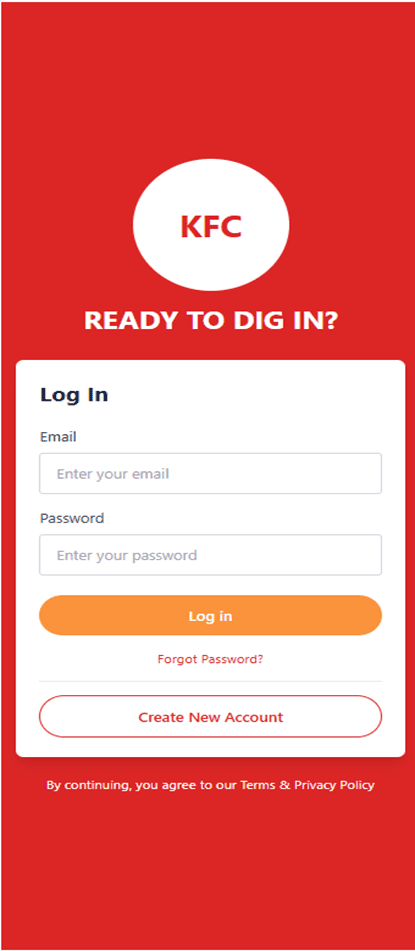 KFC
READY TO DIG IN?
Log In
Email
Enter your email
Password
Enter your password
Log in
Forgot Password?
Create New Account
By continuing, you agree to our Terms & Privacy Policy